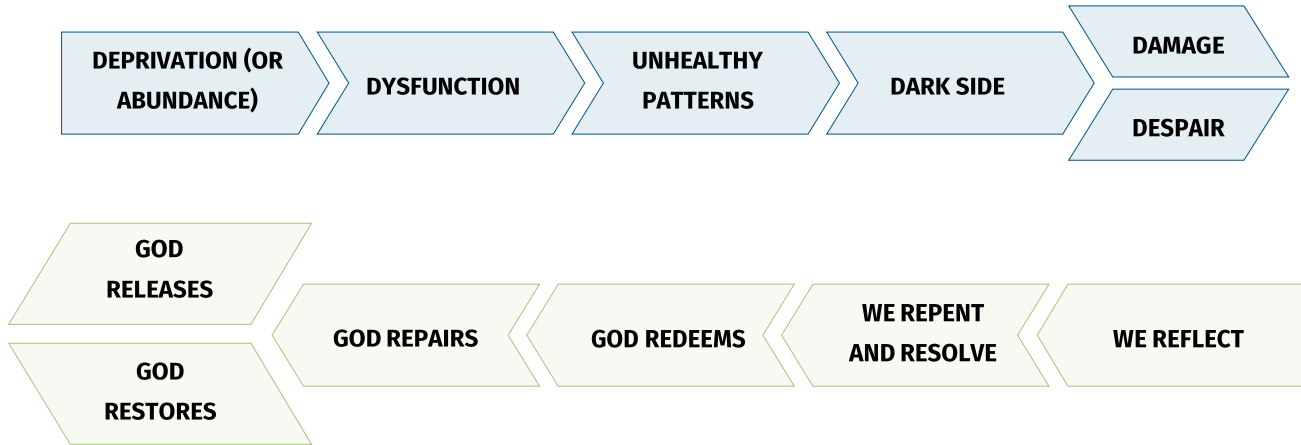 DEPRIVATION (OR
ABUNDANCE)
DYSFUNCTION
UNHEALTHY
PATTERNS
DARK SIDE
DAMAGE
DESPAIR
GOD
RELEASES
GOD
RESTORES
GOD REPAIRS
GOD REDEEMS
WE REPENT
AND RESOLVE
WE REFLECT